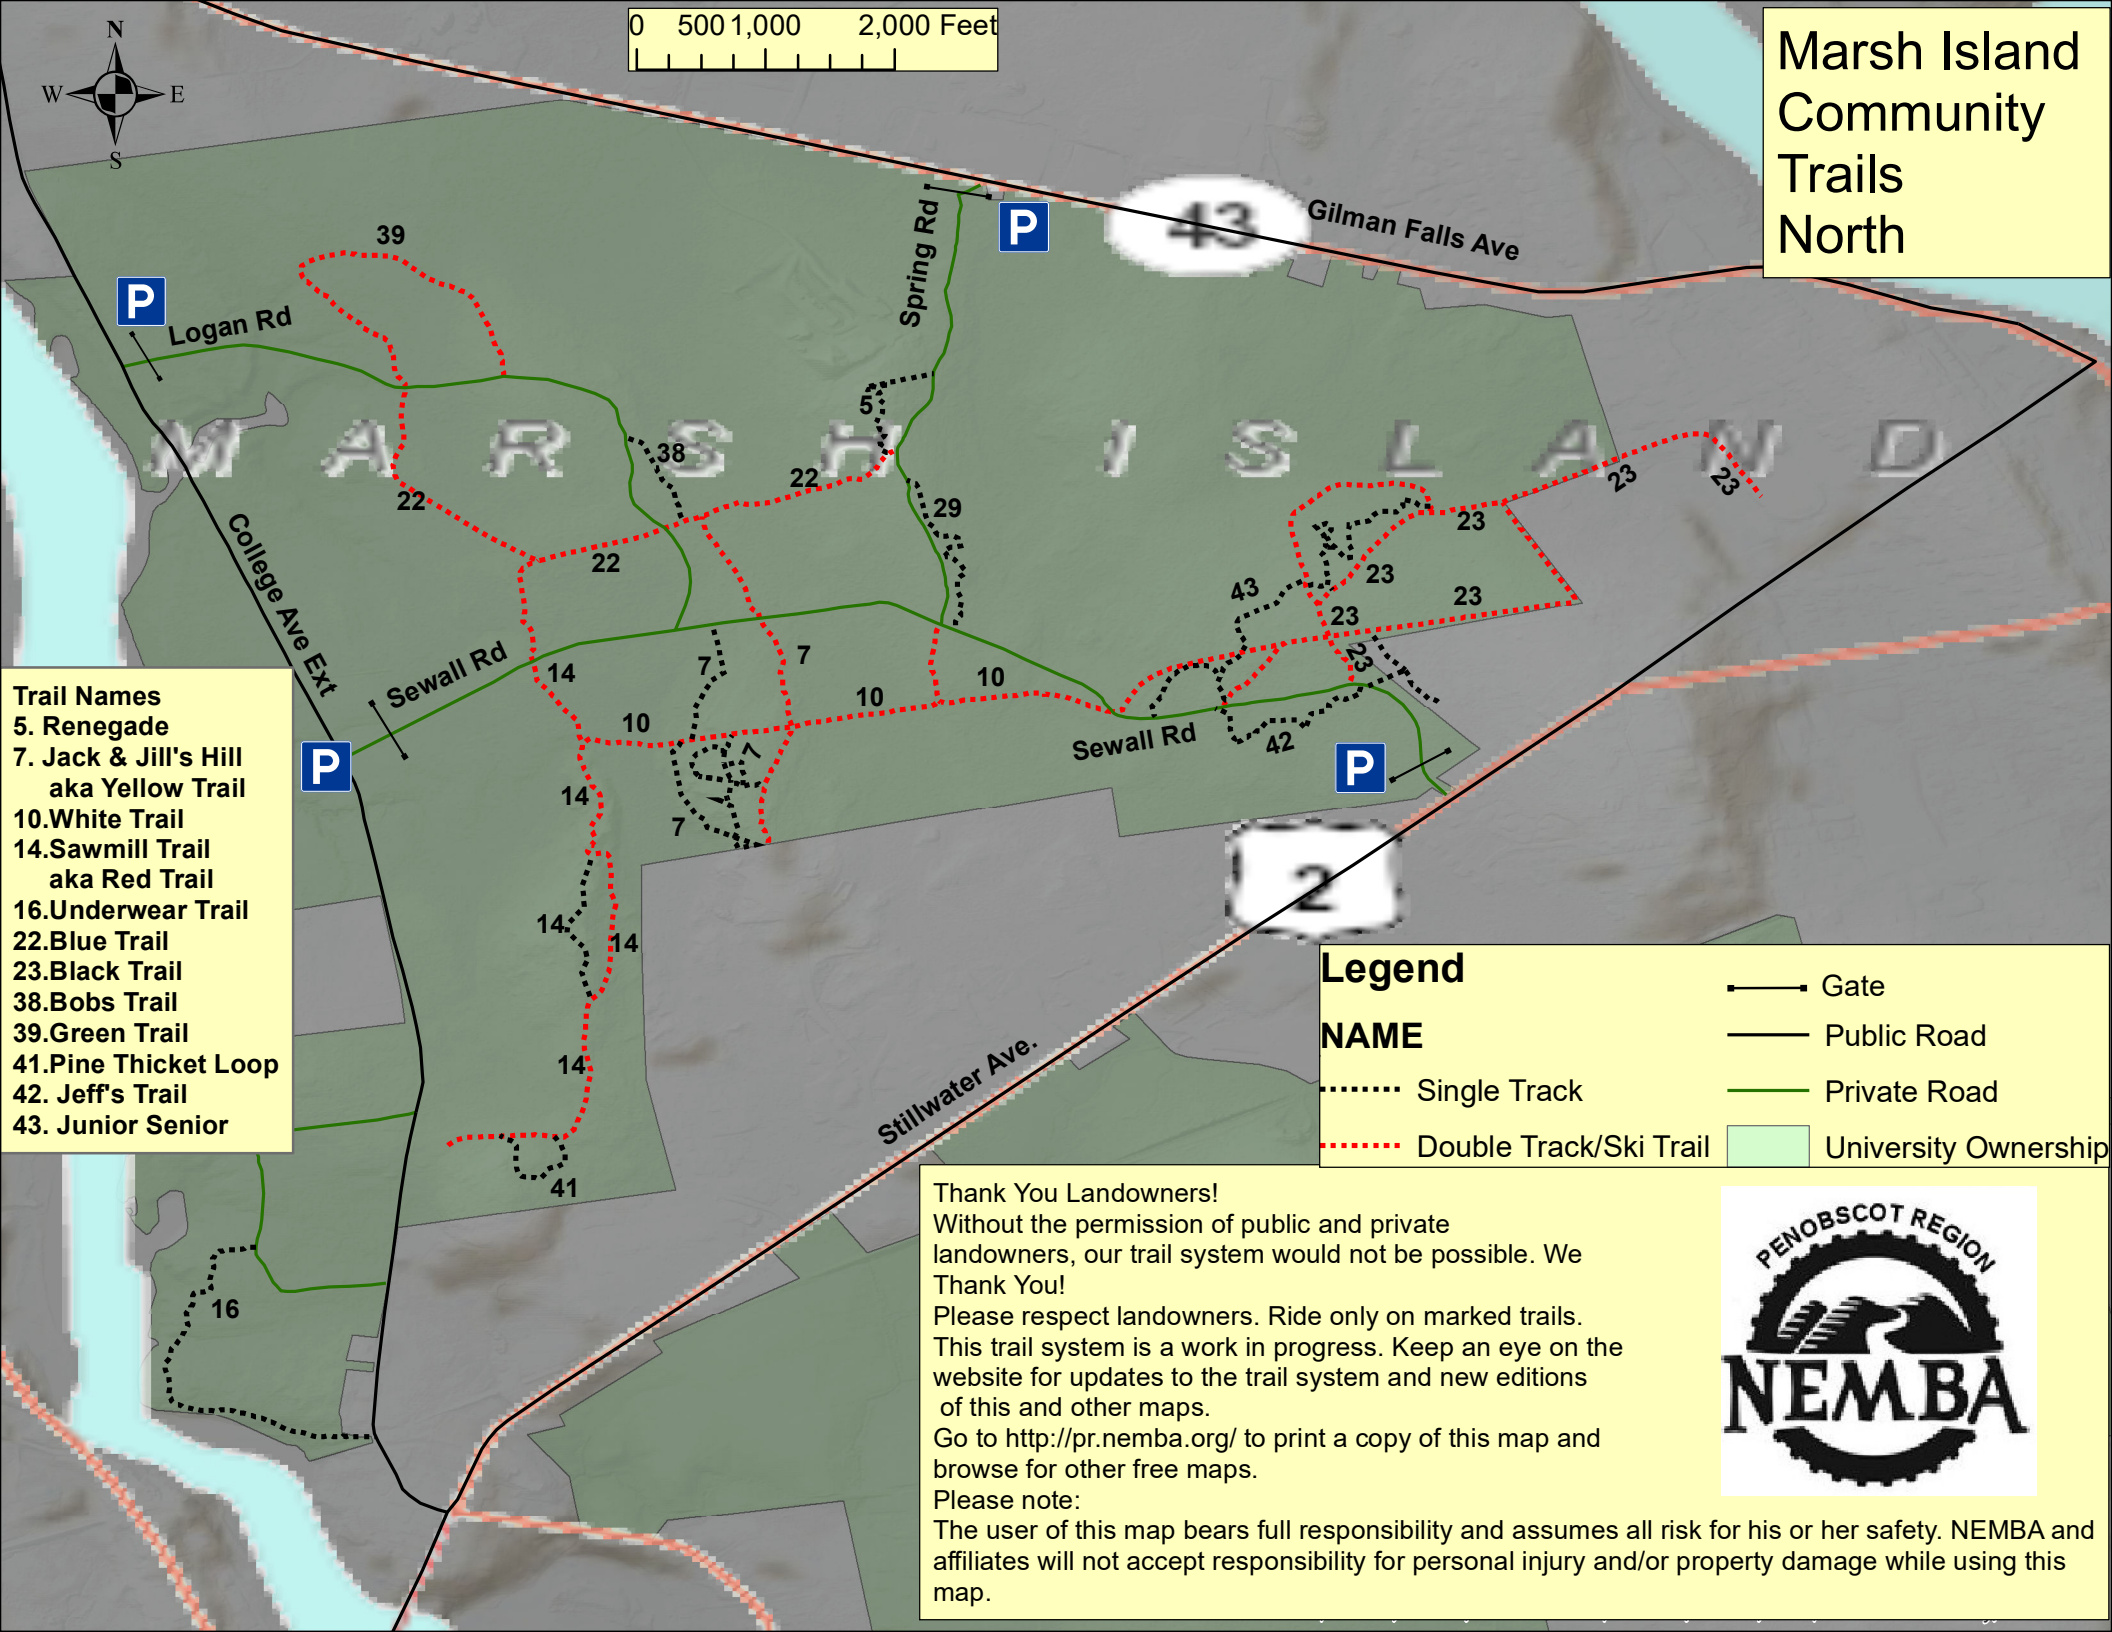 N
W E
S
0 500 1,000 2,000 Feet
Marsh Island
Community
Trails
North
43
Gilman Falls Ave
Spring Rd
P
39
P
Logan Rd
5
MARSH ISLAND
38
22
22
23
23
22
29
23
College Ave Ext
22
23
43
23
23
Sewall Rd
14
7
7
23
10
10
10
Sewall Rd
42
P
P
7
14
7
2
14
14
14
41
16
Stillwater Ave.
Trail Names
5. Renegade
7. Jack & Jill's Hill
aka Yellow Trail
10.White Trail
14.Sawmill Trail
aka Red Trail
16.Underwear Trail
22.Blue Trail
23.Black Trail
38.Bobs Trail
39.Green Trail
41.Pine Thicket Loop
42. Jeff's Trail
43. Junior Senior
Legend
NAME
Single Track
Double Track/Ski Trail
Gate
Public Road
Private Road
University Ownership
Thank You Landowners!
Without the permission of public and private
landowners, our trail system would not be possible. We
Thank You!
Please respect landowners. Ride only on marked trails.
This trail system is a work in progress. Keep an eye on the
website for updates to the trail system and new editions
of this and other maps.
Go to http://pr.nemba.org/ to print a copy of this map and
browse for other free maps.
Please note:
The user of this map bears full responsibility and assumes all risk for his or her safety. NEMBA and
affiliates will not accept responsibility for personal injury and/or property damage while using this
map.
PENOBSCOT REGION
NEMBA